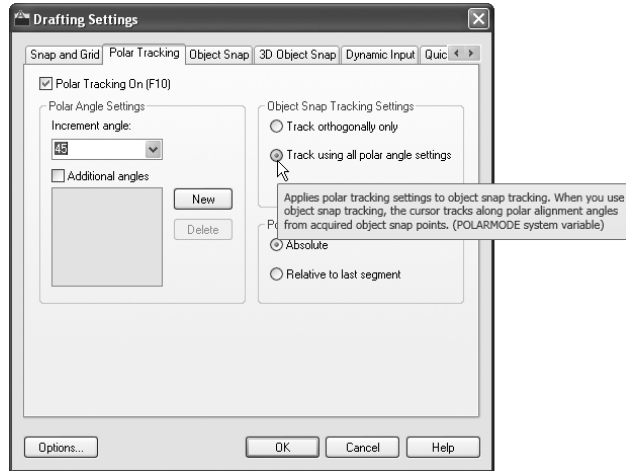 Drafting Settings
Snap and Grid Polar Tracking Object Snap 3D Object Snap Dynamic Input Quic
Polar Tracking On (F10)
Polar Angle Settings
Increment angle:
45
Additional angles
New
Delete
Object Snap Tracking Settings
Track orthogonally only
Track using all polar angle settings
Applies polar tracking settings to object snap tracking. When you use
object snap tracking, the cursor tracks along polar alignment angles
from acquired object snap points. (POLARMODE system variable)
Absolute
Relative to last segment
Options... OK Cancel Help